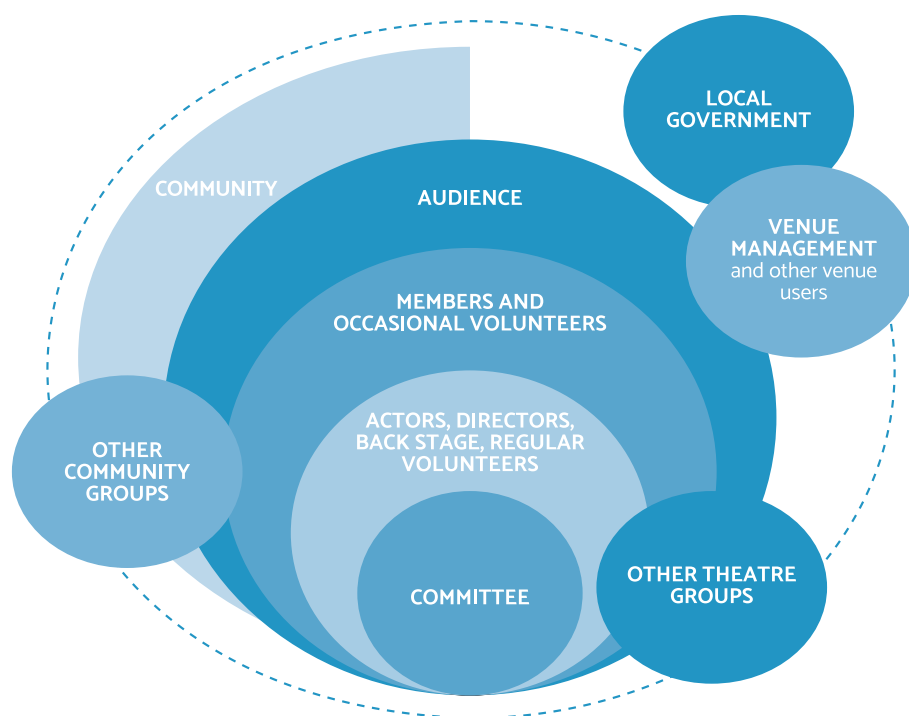 LOCAL
GOVERNMENT
COMMUNITY
AUDIENCE
VENUE
MANAGEMENT
and other venue
users
MEMBERS AND
OCCASIONAL VOLUNTEERS
ACTORS, DIRECTORS,
BACK STAGE, REGULAR
VOLUNTEERS
OTHER
COMMUNITY
GROUPS
OTHER THEATRE
GROUPS
COMMITTEE